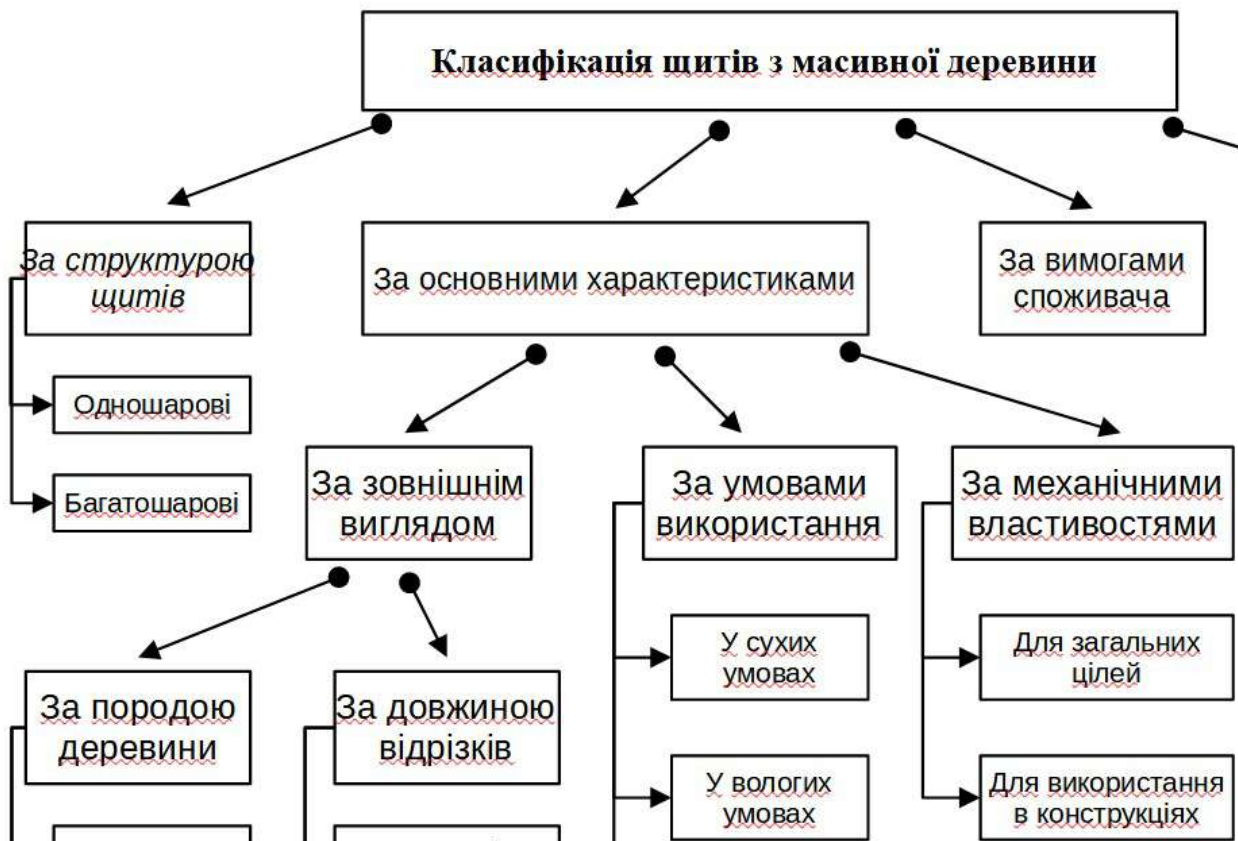 Класифікація щитів з масивної деревини
За структурою
щитів
За основними характеристиками
За вимогами
споживача
Одношарові
Багатошарові
За зовнішнім
виглядом
За умовами
використання
За механічними
властивостями
У сухих
умовах
Для загальних
цілей
За породою
деревини
За довжиною
відрізків
У вологих
умовах
Для використання
в конструкціях